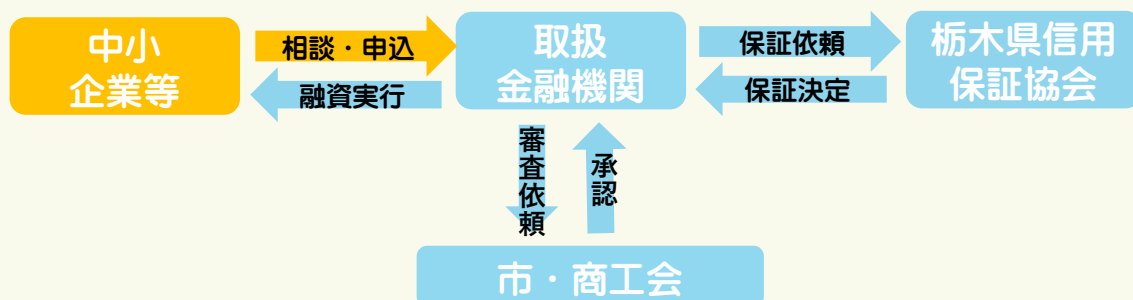 中小
企業等
相談・申込
融資実行
取扱
金融機関
保証依頼
保証決定
栃木県信用
保証協会
審査依頼
承認
市・商工会